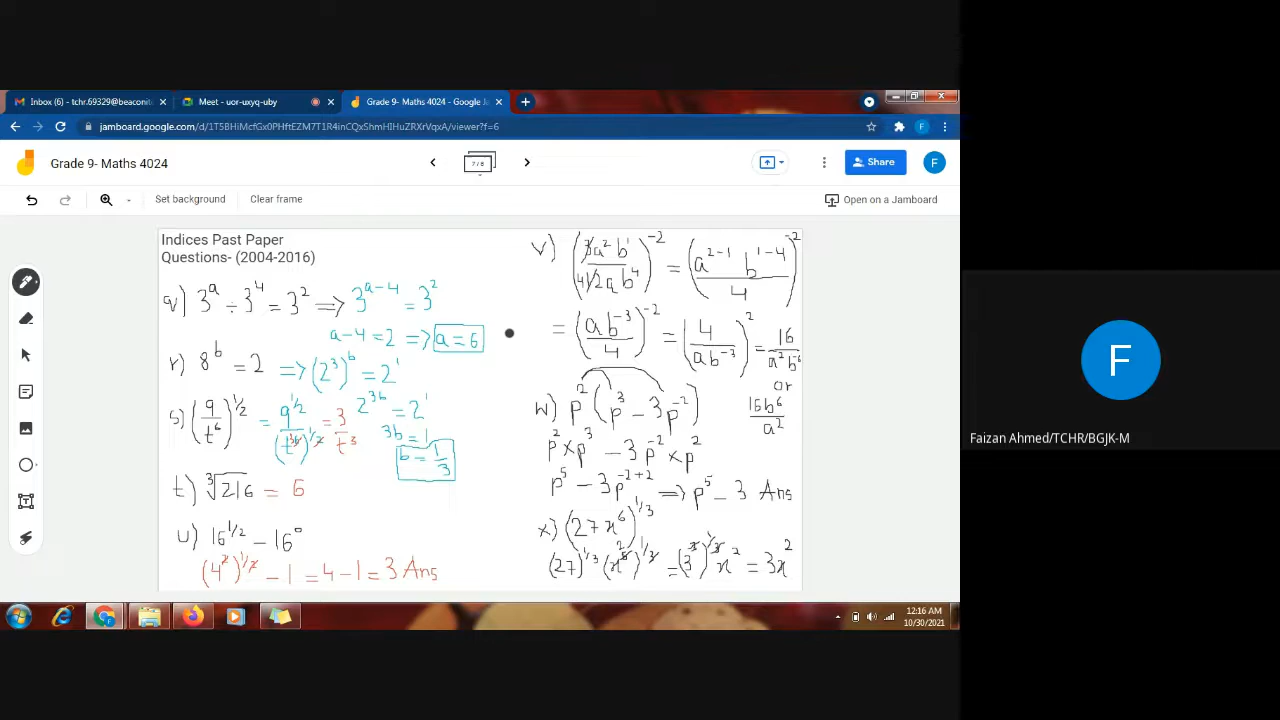 Inbox (6) - tchr.69329@beaconit
Meet - uor-uxyq-uby
Grade 9- Maths 4024 - Google J
jamboard.google.com/d/1T5BHiMcfGx0PHftEZM7T1R4inCQxShmHIHuZRXrVqxA/viewer?f=6
Grade 9- Maths 4024
7 / 8
Share
Set background
Clear frame
Open on a Jamboard
Indices Past Paper
Questions- (2004-2016)
q) 3^a ÷ 3^4 = 3^2 => 3^(a-4) = 3^2
a-4 = 2 => a = 6
r) 8^b = 2 => (2^3)^b = 2^1
2^(3b) = 2^1
3b = 1
b = 1/3
s) (9/t^6)^(1/2) = 9^(1/2)/(t^6)^(1/2) = 3/t^3
t) ∛216 = 6
u) 16^(1/2) - 16^0
(4^2)^(1/2) - 1 = 4-1 = 3 Ans
v) (3a^2 b^1 / 12ab^4)^(-2) = (a^(2-1) b^(1-4) / 4)^(-2)
= (ab^(-3)/4)^(-2) = (4/ab^(-3))^2 = 16/a^2b^(-6)
or
16b^6/a^2
w) p^2(p^3 - 3p^(-2))
p^2 × p^3 - 3p^(-2) × p^2
p^5 - 3p^(-2+2) => p^5 - 3 Ans
x) (27x^6)^(1/3)
(27)^(1/3) (x^6)^(1/3) = (3^3)^(1/3) x^2 = 3x^2
12:16 AM
10/30/2021
F
Faizan Ahmed/TCHR/BGJK-M